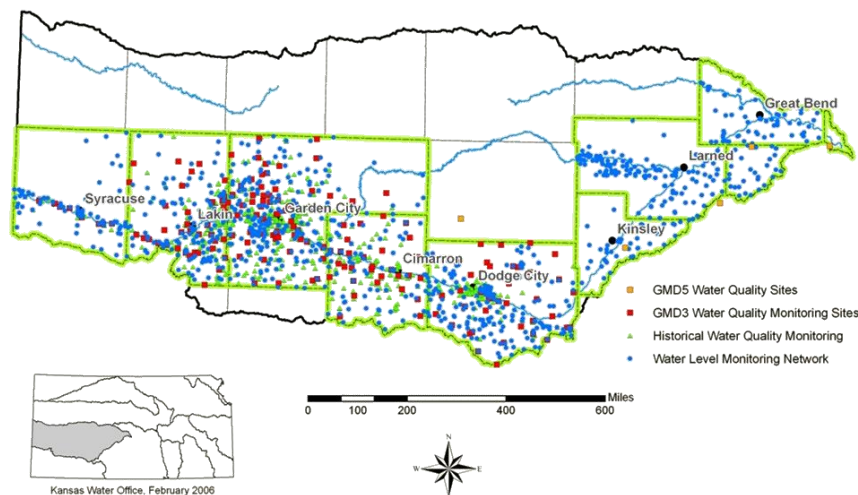 Great Bend
Larned
Syracuse
Lakin
Garden City
Kinsley
Cimarron
Dodge City
GMD5 Water Quality Sites
GMD3 Water Quality Monitoring Sites
Historical Water Quality Monitoring
Water Level Monitoring Network
Miles
0 100 200 400 600
N
W E
S
Kansas Water Office, February 2006